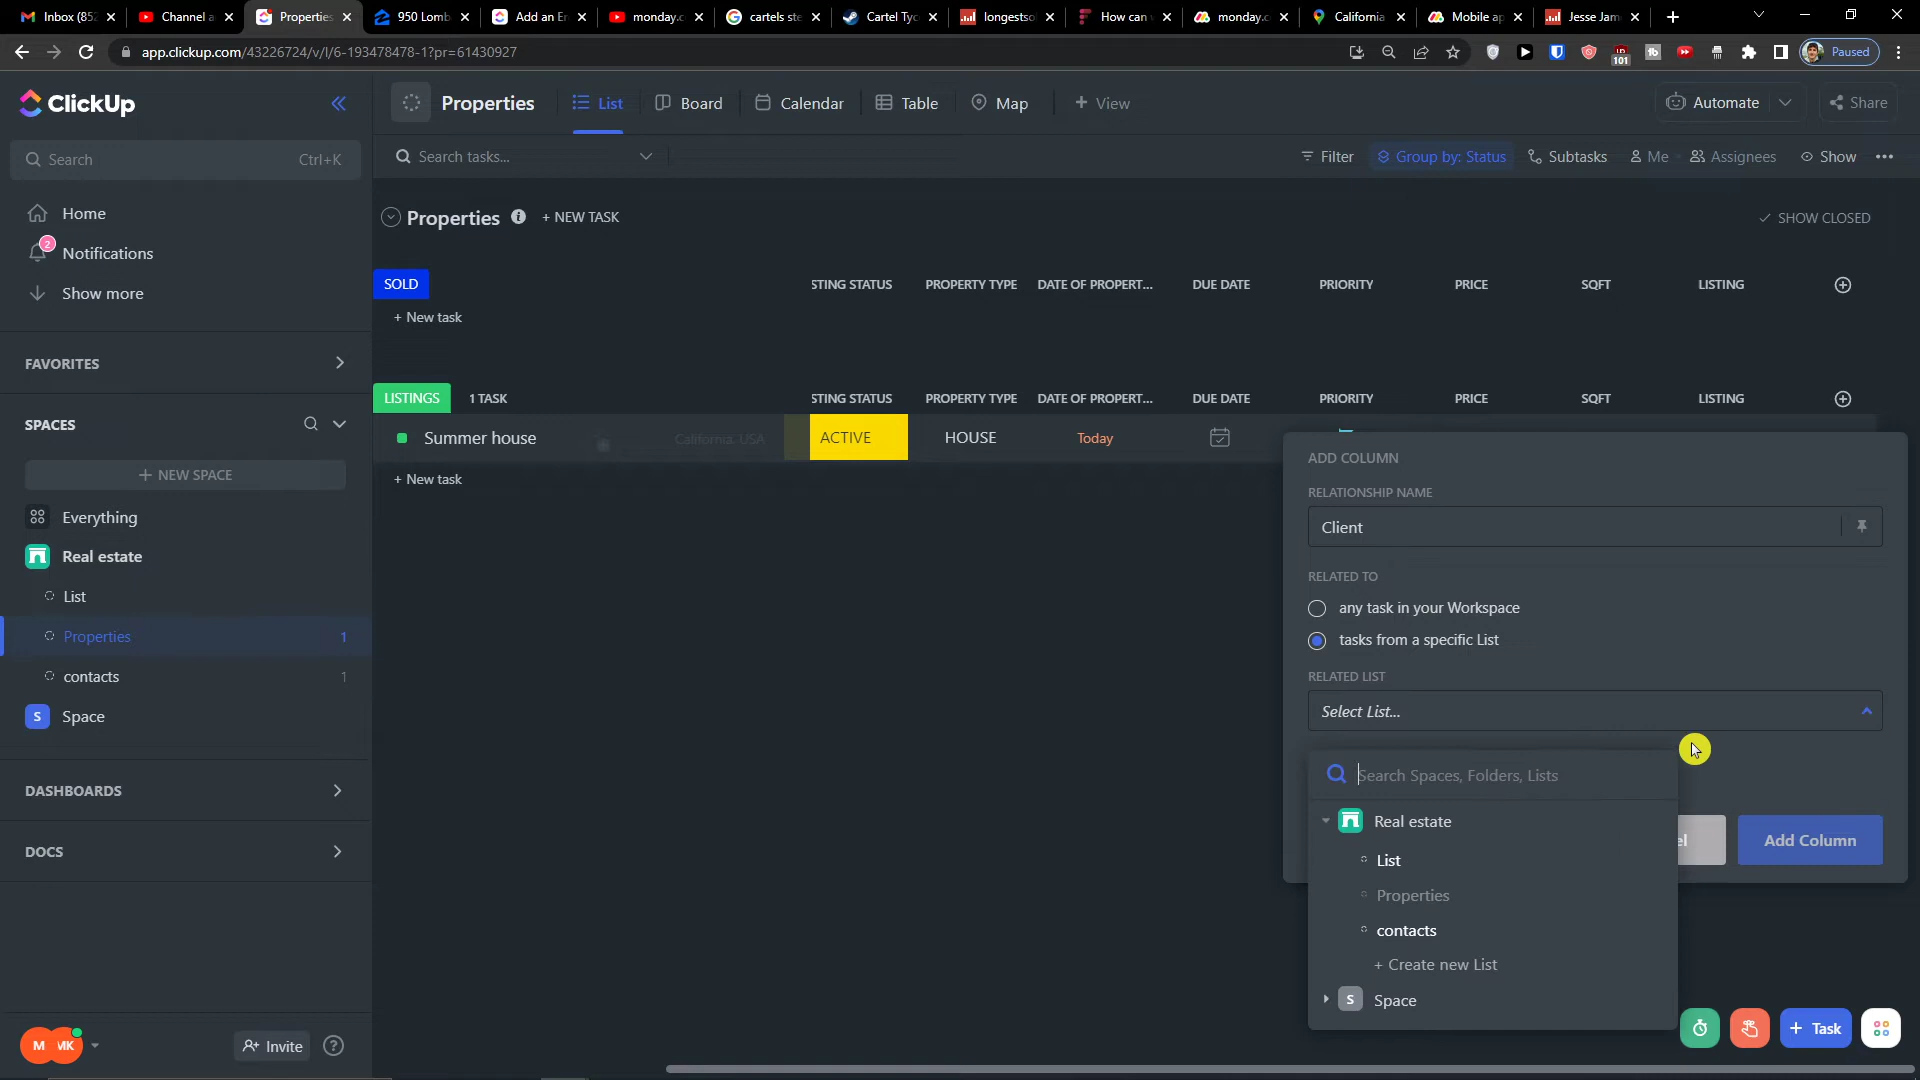 Inbox (85
Channel a
Properties
950 Lomb
Add an En
monday.c
cartels ste
Cartel Tyc
longestso
How can
monday.c
California
Mobile ap
Jesse Jam
app.clickup.com/43226724/v/l/6-193478478-1?pr=61430927
101
Paused
ClickUp
Properties
List
Board
Calendar
Table
Map
+ View
Automate
Share
Search
Ctrl+K
Search tasks...
Filter
Group by: Status
Subtasks
Me
Assignees
Show
Home
2
Notifications
Show more
Properties
+ NEW TASK
SHOW CLOSED
SOLD
STING STATUS
PROPERTY TYPE
DATE OF PROPERT...
DUE DATE
PRIORITY
PRICE
SQFT
LISTING
+ New task
FAVORITES
LISTINGS
1 TASK
STING STATUS
PROPERTY TYPE
DATE OF PROPERT...
DUE DATE
PRIORITY
PRICE
SQFT
LISTING
Summer house
California, USA
ACTIVE
HOUSE
Today
+ New task
SPACES
+ NEW SPACE
Everything
Real estate
List
Properties
1
contacts
1
S
Space
DASHBOARDS
DOCS
M
MK
Invite
?
ADD COLUMN
RELATIONSHIP NAME
Client
RELATED TO
any task in your Workspace
tasks from a specific List
RELATED LIST
Select List...
Search Spaces, Folders, Lists
Real estate
List
Properties
contacts
+ Create new List
S
Space
el
Add Column
+ Task